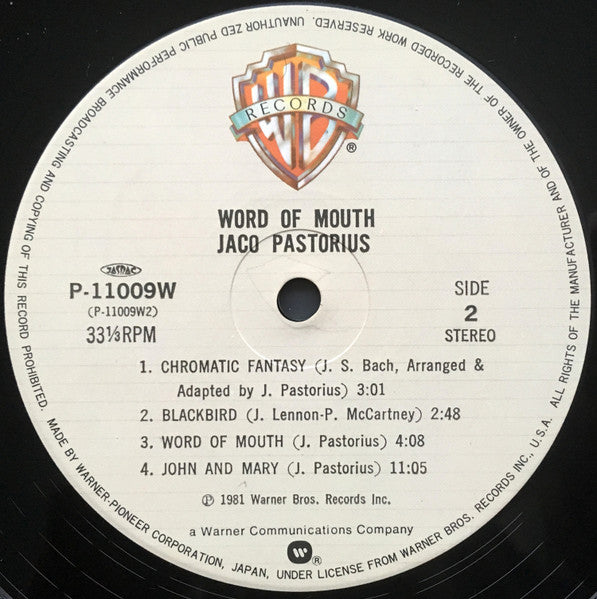 WB
RECORDS
®
WORD OF MOUTH
JACO PASTORIUS
JASRAC
P-11009W
(P-11009W2)
33⅓RPM
SIDE
2
STEREO
1. CHROMATIC FANTASY (J. S. Bach, Arranged &
Adapted by J. Pastorius) 3:01
2. BLACKBIRD (J. Lennon-P. McCartney) 2:48
3. WORD OF MOUTH (J. Pastorius) 4:08
4. JOHN AND MARY (J. Pastorius) 11:05
℗ 1981 Warner Bros. Records Inc.
a Warner Communications Company
®
MADE BY WARNER-PIONEER CORPORATION, JAPAN, UNDER LICENSE FROM WARNER BROS. RECORDS INC., U.S.A. ALL RIGHTS OF THE MANUFACTURER AND OF THE OWNER OF THE RECORDED WORK RESERVED. UNAUTHOR ZED PUBLIC PERFORMANCE BROADCASTING AND COPYING OF THIS RECORD PROHIBITED.